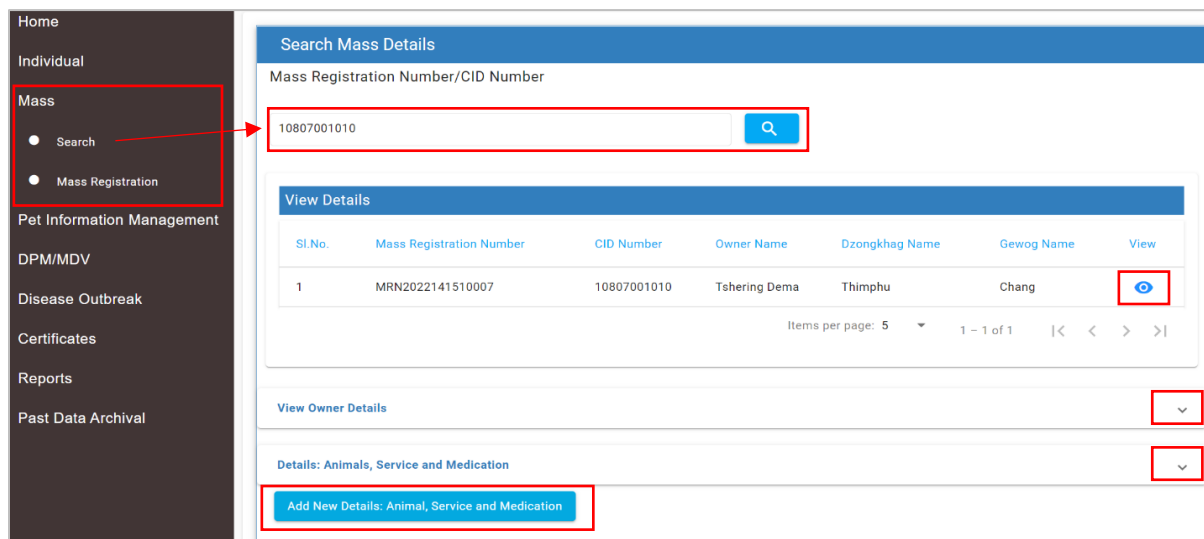 Home
Individual
Mass
Search
Mass Registration
Pet Information Management
DPM/MDV
Disease Outbreak
Certificates
Reports
Past Data Archival
Search Mass Details
Mass Registration Number/CID Number
10807001010
View Details
Sl.No. Mass Registration Number CID Number Owner Name Dzongkhag Name Gewog Name View
1 MRN2022141510007 10807001010 Tshering Dema Thimphu Chang
Items per page: 5 1 – 1 of 1
View Owner Details
Details: Animals, Service and Medication
Add New Details: Animal, Service and Medication